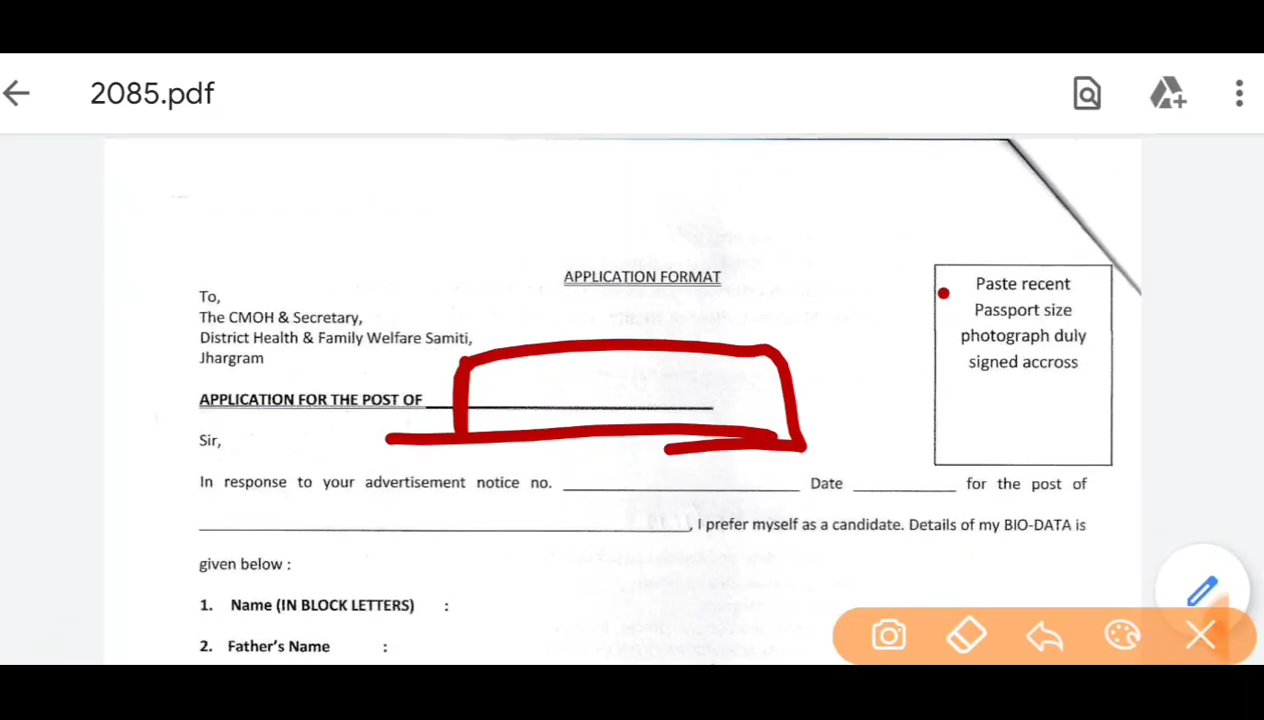 2085.pdf
APPLICATION FORMAT
To,
The CMOH & Secretary,
District Health & Family Welfare Samiti,
Jhargram
Paste recent
Passport size
photograph duly
signed accross
APPLICATION FOR THE POST OF
Sir,
In response to your advertisement notice no. ____ Date ____ for the post of
____, I prefer myself as a candidate. Details of my BIO-DATA is
given below :
1. Name (IN BLOCK LETTERS) :
2. Father's Name :